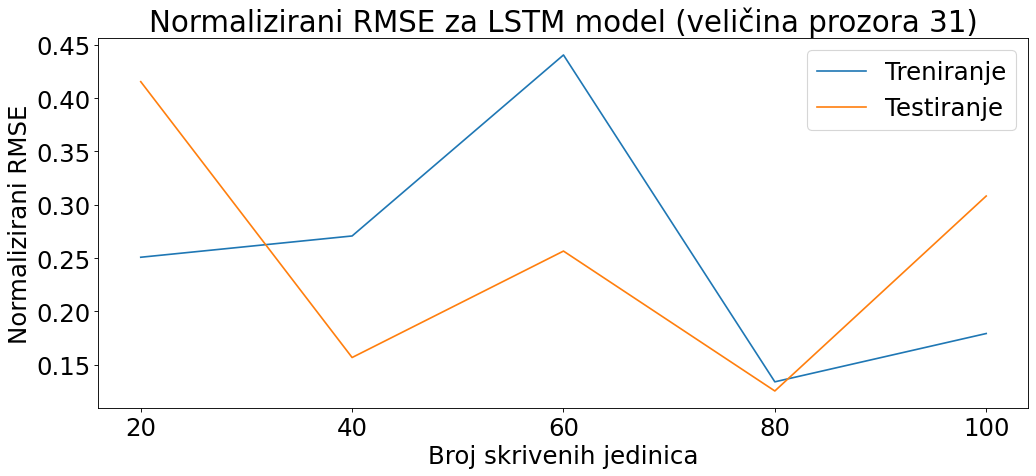 Normalizirani RMSE za LSTM model (veličina prozora 31)
Treniranje
Testiranje
Normalizirani RMSE
0.45
0.40
0.35
0.30
0.25
0.20
0.15
20 40 60 80 100
Broj skrivenih jedinica